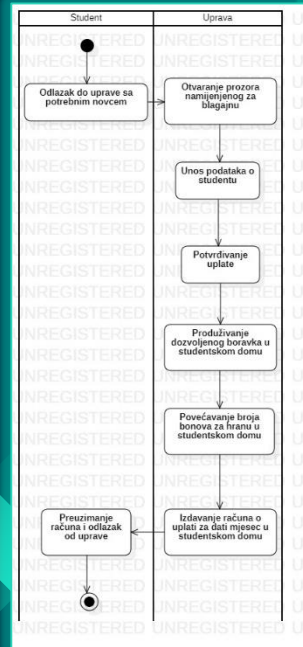 Student
Uprava
Odlazak do uprave sa
potrebnim novcem
Otvaranje prozora
namijenjenog za
blagajnu
Unos podataka o
studentu
Potvrđivanje
uplate
Produživanje
dozvoljenog boravka u
studentskom domu
Povećavanje broja
bonova za hranu u
studentskom domu
Izdavanje računa o
uplati za dati mjesec u
studentskom domu
Preuzimanje
računa i odlazak
od uprave
UNREGISTERED